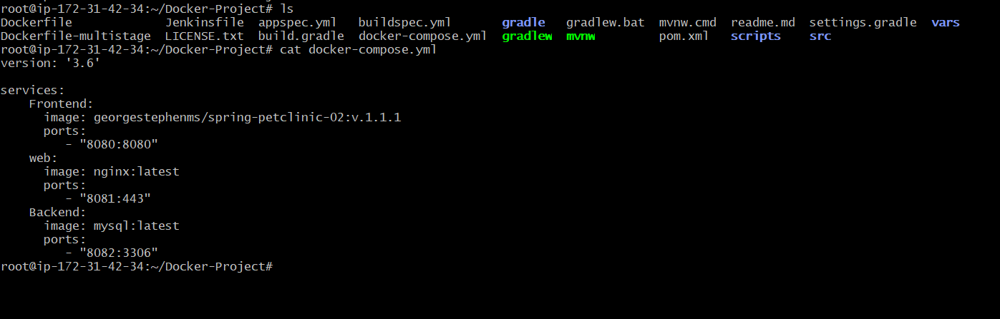 root@ip-172-31-42-34:~/Docker-Project# ls
Dockerfile             Jenkinsfile  appspec.yml   buildspec.yml       gradle   gradlew.bat  mvnw.cmd  readme.md  settings.gradle  vars
Dockerfile-multistage  LICENSE.txt  build.gradle  docker-compose.yml  gradlew  mvnw         pom.xml   scripts    src
root@ip-172-31-42-34:~/Docker-Project# cat docker-compose.yml
version: '3.6'
services:
    Frontend:
      image: georgestephenms/spring-petclinic-02:v.1.1.1
      ports:
         - "8080:8080"
    web:
      image: nginx:latest
      ports:
         - "8081:443"
    Backend:
      image: mysql:latest
      ports:
         - "8082:3306"
root@ip-172-31-42-34:~/Docker-Project#